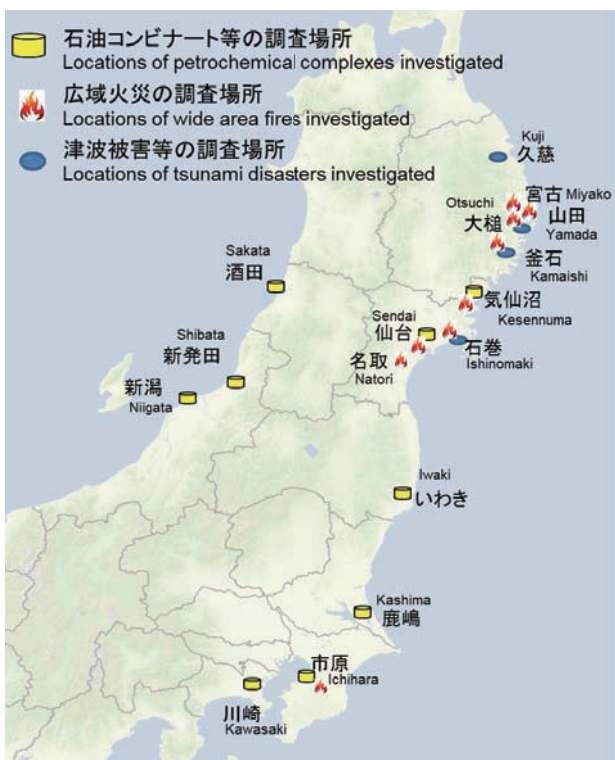 石油コンビナート等の調査場所
Locations of petrochemical complexes investigated
広域火災の調査場所
Locations of wide area fires investigated
津波被害等の調査場所
Locations of tsunami disasters investigated
Kuji
久慈
宮古 Miyako
Otsuchi
大槌
山田
Yamada
釜石
Kamaishi
Sakata
酒田
気仙沼
Kesennuma
Sendai
仙台
石巻
Ishinomaki
名取
Natori
Shibata
新発田
新潟
Niigata
Iwaki
いわき
Kashima
鹿嶋
市原
Ichihara
川崎
Kawasaki